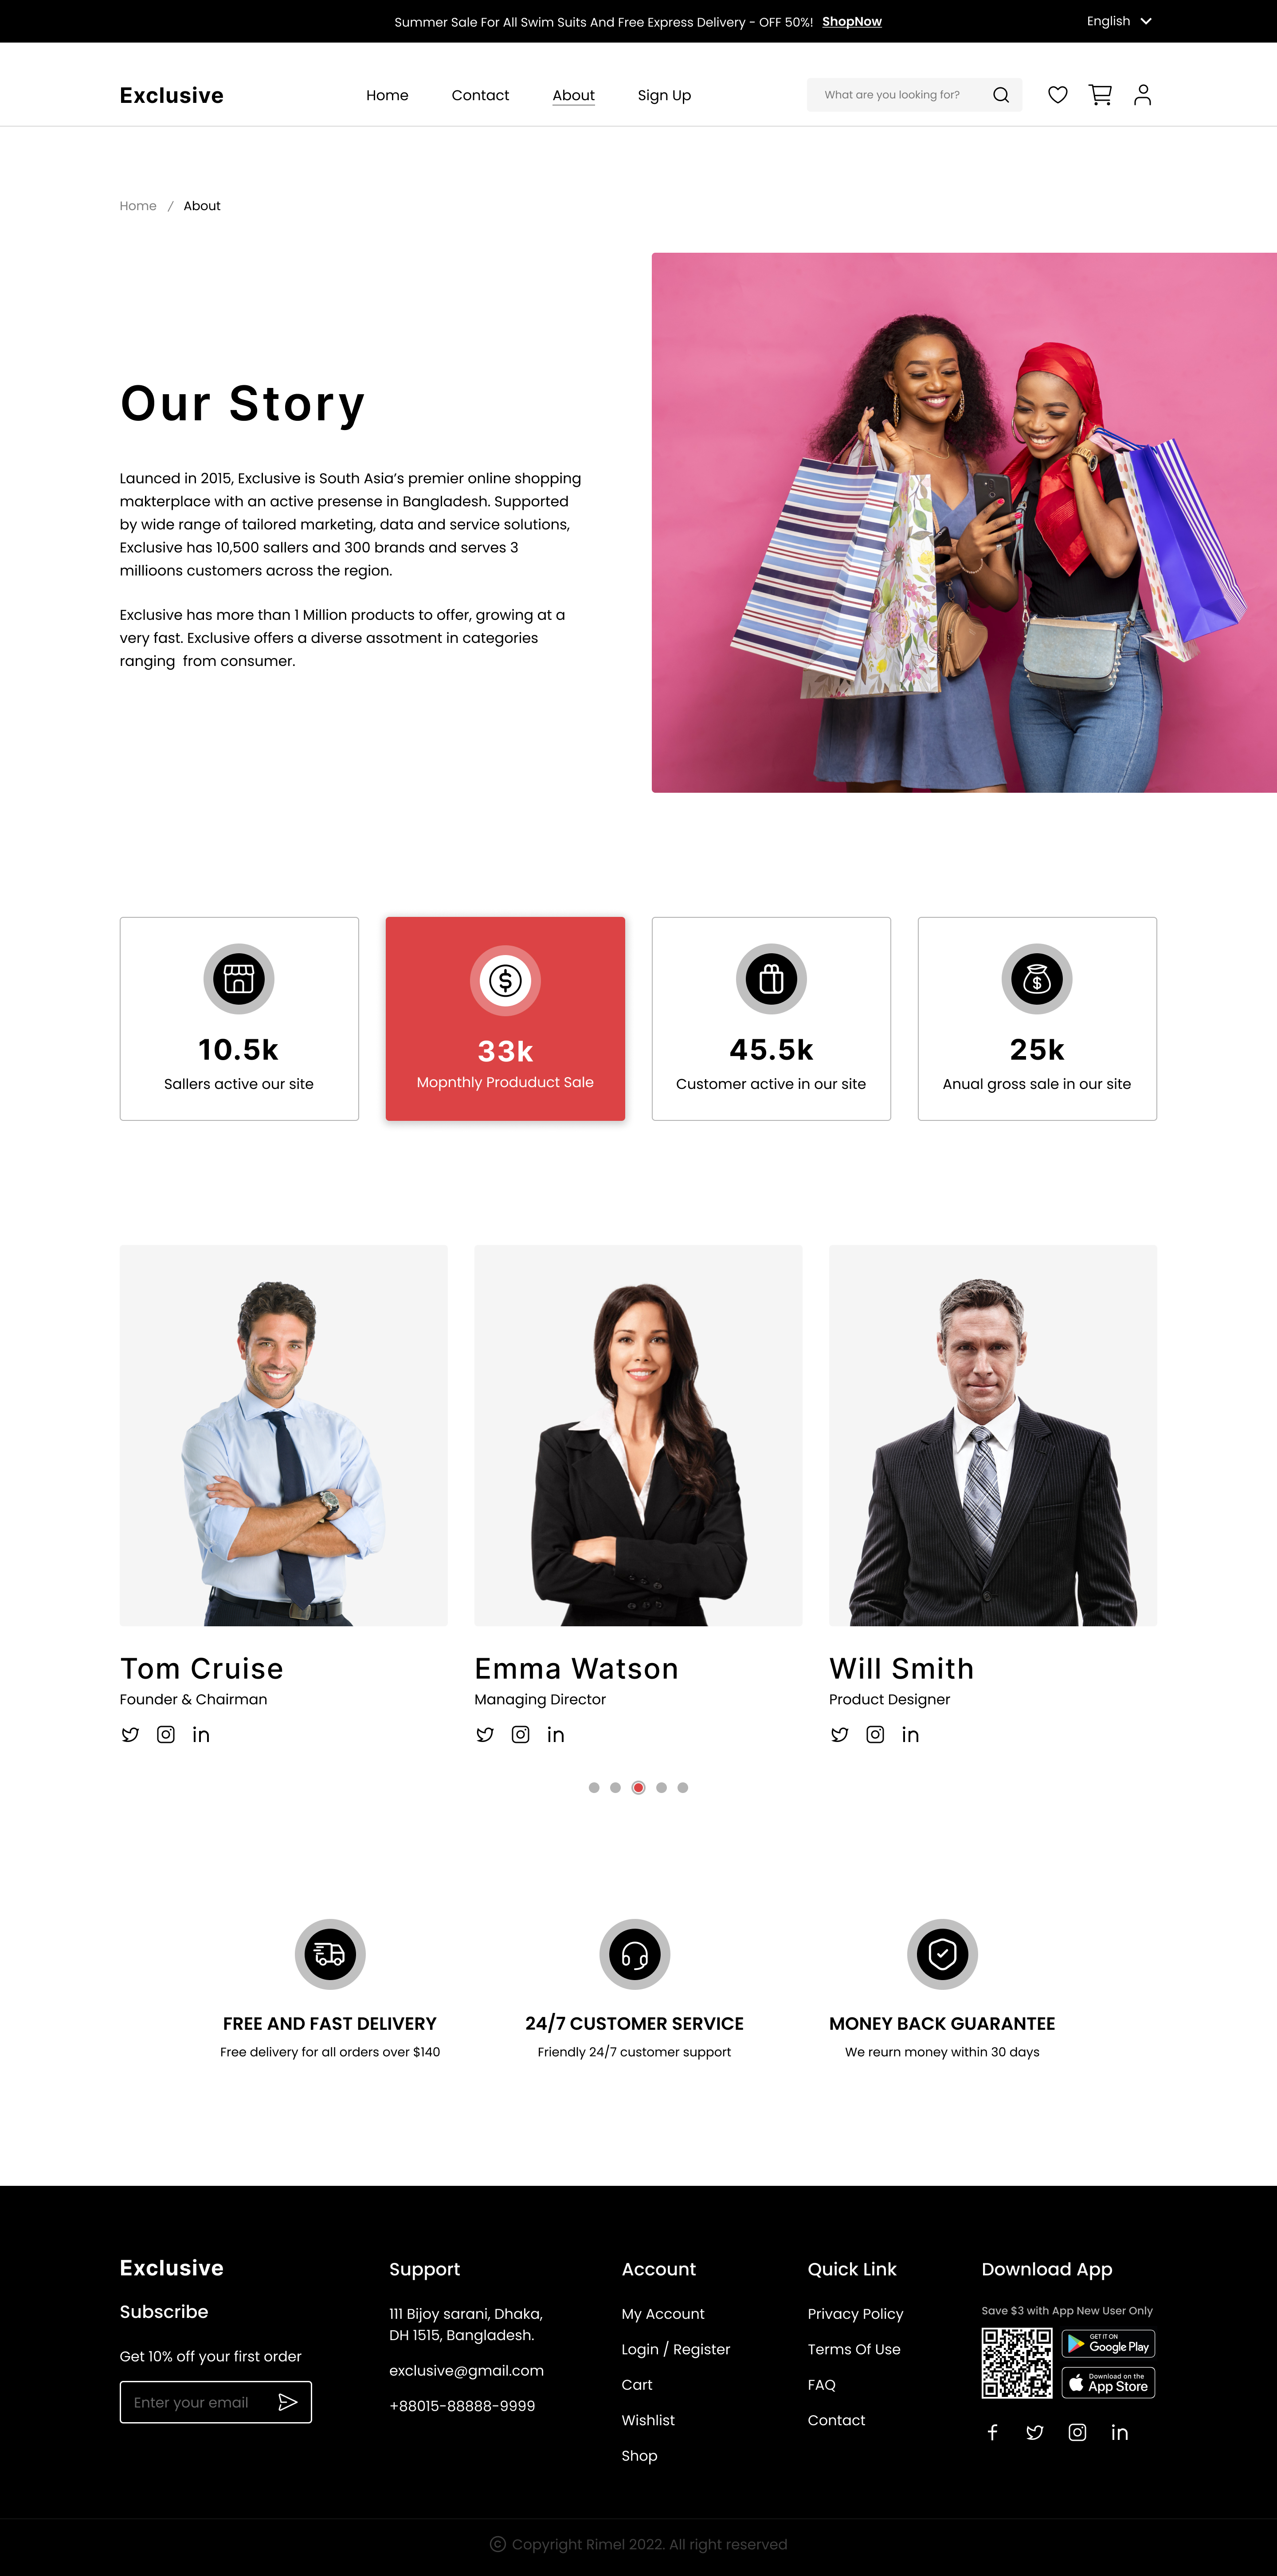 Summer Sale For All Swim Suits And Free Express Delivery - OFF 50%! ShopNow
English
Exclusive
Home
Contact
About
Sign Up
What are you looking for?
Home / About
Our Story
Launced in 2015, Exclusive is South Asia's premier online shopping
makterplace with an active presense in Bangladesh. Supported
by wide range of tailored marketing, data and service solutions,
Exclusive has 10,500 sallers and 300 brands and serves 3
millioons customers across the region.
Exclusive has more than 1 Million products to offer, growing at a
very fast. Exclusive offers a diverse assotment in categories
ranging from consumer.
10.5k
Sallers active our site
33k
Mopnthly Produduct Sale
45.5k
Customer active in our site
25k
Anual gross sale in our site
Tom Cruise
Founder & Chairman
Emma Watson
Managing Director
Will Smith
Product Designer
FREE AND FAST DELIVERY
Free delivery for all orders over $140
24/7 CUSTOMER SERVICE
Friendly 24/7 customer support
MONEY BACK GUARANTEE
We reurn money within 30 days
Exclusive
Subscribe
Get 10% off your first order
Enter your email
Support
111 Bijoy sarani, Dhaka,
DH 1515, Bangladesh.
exclusive@gmail.com
+88015-88888-9999
Account
My Account
Login / Register
Cart
Wishlist
Shop
Quick Link
Privacy Policy
Terms Of Use
FAQ
Contact
Download App
Save $3 with App New User Only
GET IT ON
Google Play
Download on the
App Store
© Copyright Rimel 2022. All right reserved